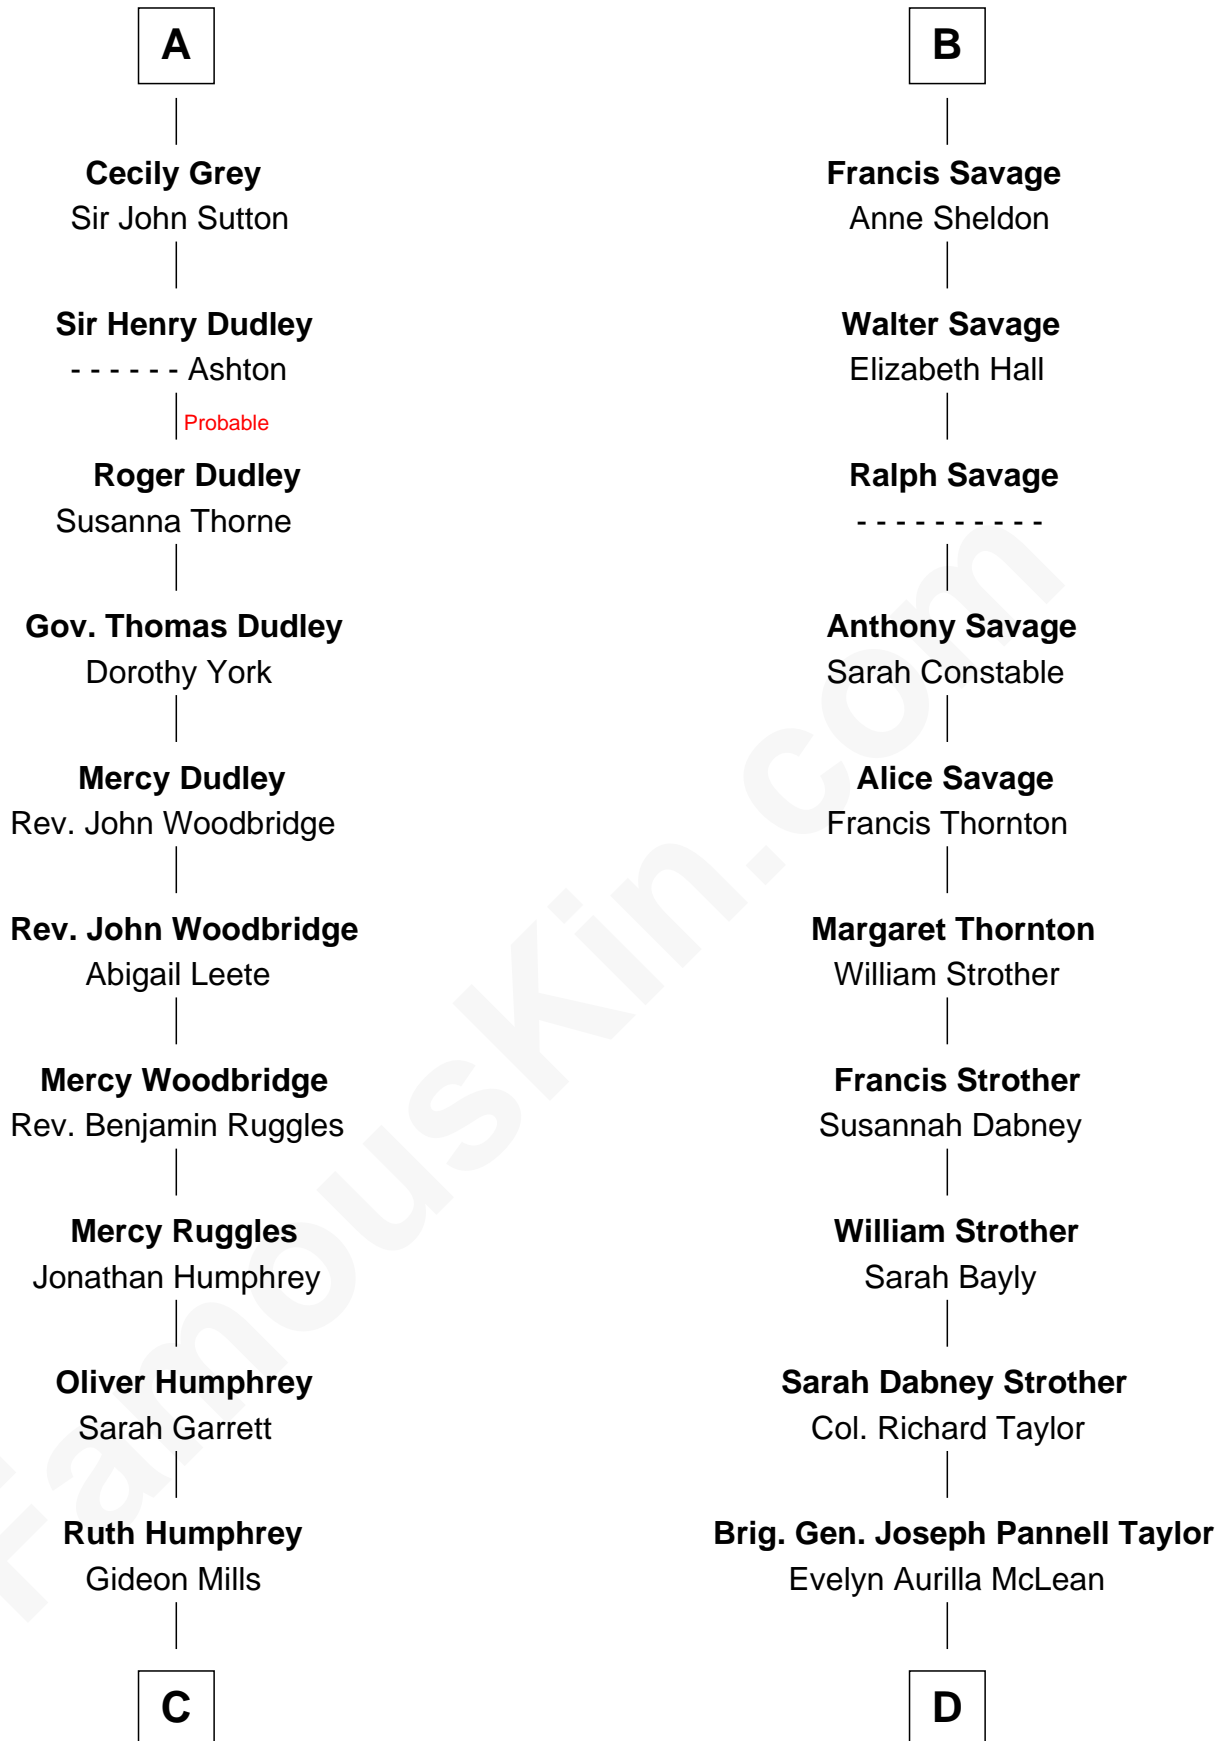 A
Cecily Grey
Sir John Sutton
Sir Henry Dudley
- - - - - - Ashton
Probable
Roger Dudley
Susanna Thorne
Gov. Thomas Dudley
Dorothy York
Mercy Dudley
Rev. John Woodbridge
Rev. John Woodbridge
Abigail Leete
Mercy Woodbridge
Rev. Benjamin Ruggles
Mercy Ruggles
Jonathan Humphrey
Oliver Humphrey
Sarah Garrett
Ruth Humphrey
Gideon Mills
C
B
Francis Savage
Anne Sheldon
Walter Savage
Elizabeth Hall
Ralph Savage
- - - - - - - - - -
Anthony Savage
Sarah Constable
Alice Savage
Francis Thornton
Margaret Thornton
William Strother
Francis Strother
Susannah Dabney
William Strother
Sarah Bayly
Sarah Dabney Strother
Col. Richard Taylor
Brig. Gen. Joseph Pannell Taylor
Evelyn Aurilla McLean
D
FamousKin.com